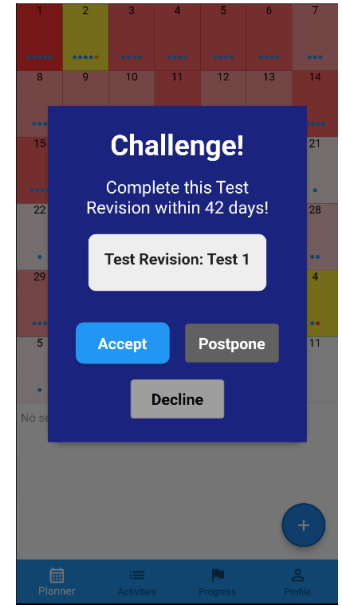 1 2 3 4 5 6 7
8 9 10 11 12 13 14
15 21
Challenge!
Complete this Test
Revision within 42 days!
22 28
Test Revision: Test 1
29 4
Accept Postpone
5 11
Decline
No se
+
Planner Activities Progress Profile